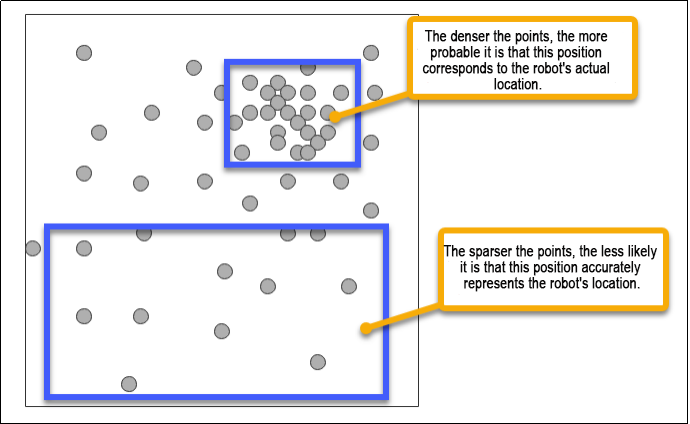 The denser the points, the more
probable it is that this position
corresponds to the robot's actual
location.
The sparser the points, the less likely
it is that this position accurately
represents the robot's location.